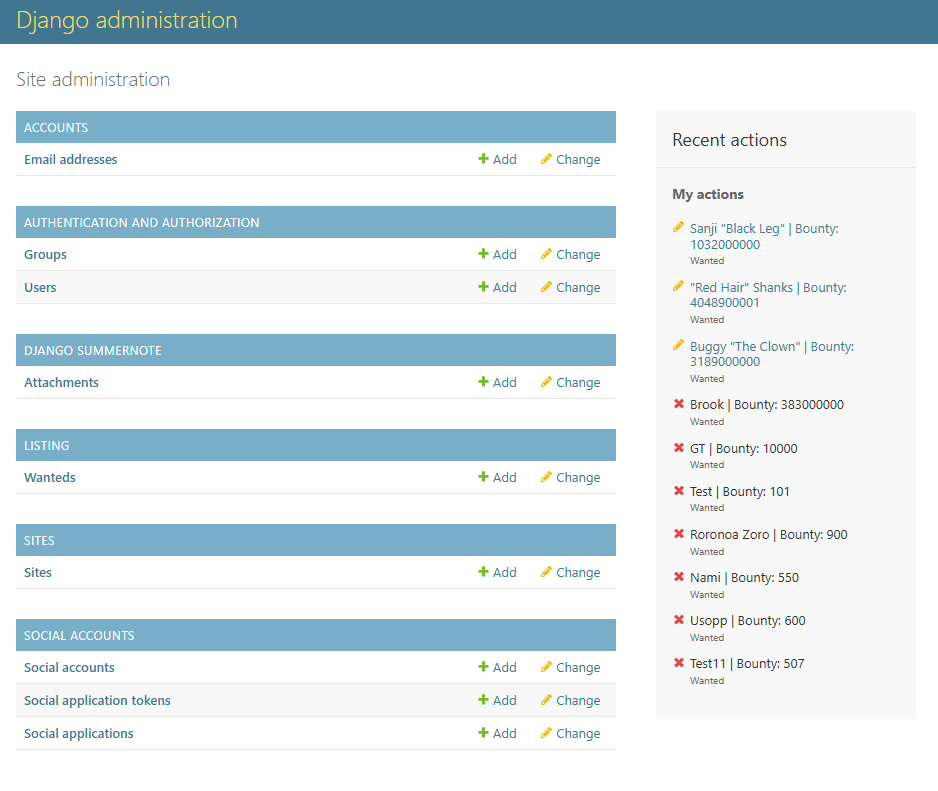 Django administration
Site administration
ACCOUNTS
Email addresses Add Change
AUTHENTICATION AND AUTHORIZATION
Groups Add Change
Users Add Change
DJANGO SUMMERNOTE
Attachments Add Change
LISTING
Wanteds Add Change
SITES
Sites Add Change
SOCIAL ACCOUNTS
Social accounts Add Change
Social application tokens Add Change
Social applications Add Change
Recent actions
My actions
Sanji "Black Leg" | Bounty:
1032000000
Wanted
"Red Hair" Shanks | Bounty:
4048900001
Wanted
Buggy "The Clown" | Bounty:
3189000000
Wanted
Brook | Bounty: 383000000
Wanted
GT | Bounty: 10000
Wanted
Test | Bounty: 101
Wanted
Roronoa Zoro | Bounty: 900
Wanted
Nami | Bounty: 550
Wanted
Usopp | Bounty: 600
Wanted
Test11 | Bounty: 507
Wanted